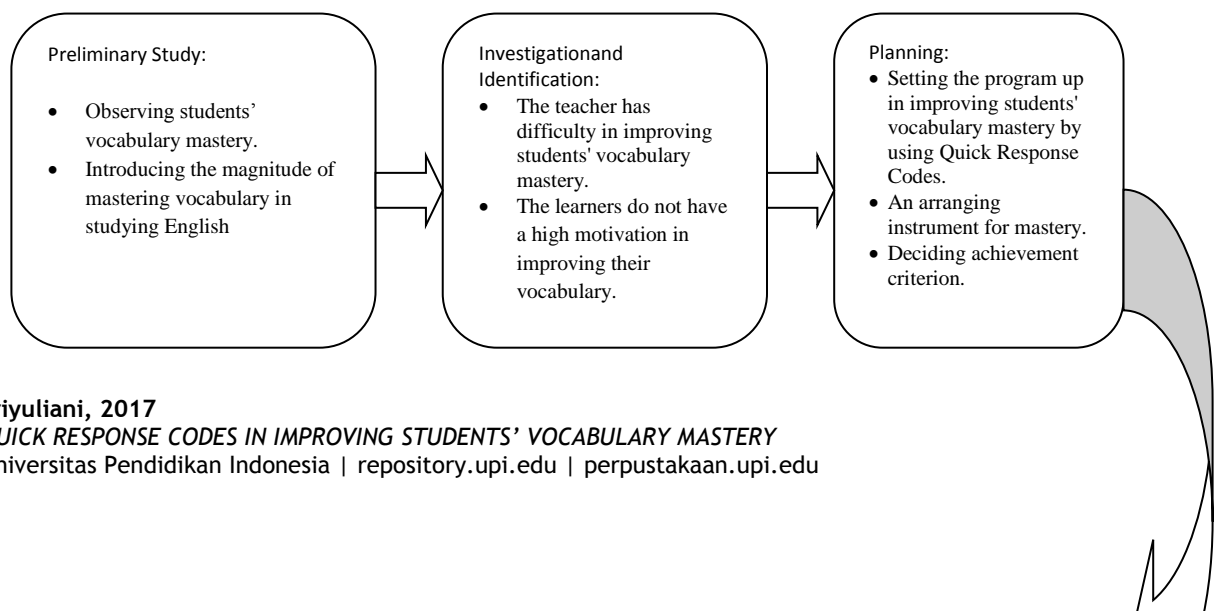 Preliminary Study:
• Observing students’
vocabulary mastery.
• Introducing the magnitude of
mastering vocabulary in
studying English
Investigationand
Identification:
• The teacher has
difficulty in improving
students' vocabulary
mastery.
• The learners do not have
a high motivation in
improving their
vocabulary.
Planning:
• Setting the program up
in improving students'
vocabulary mastery by
using Quick Response
Codes.
• An arranging
instrument for mastery.
• Deciding achievement
criterion.
iyuliani, 2017
UICK RESPONSE CODES IN IMPROVING STUDENTS’ VOCABULARY MASTERY
niversitas Pendidikan Indonesia | repository.upi.edu | perpustakaan.upi.edu